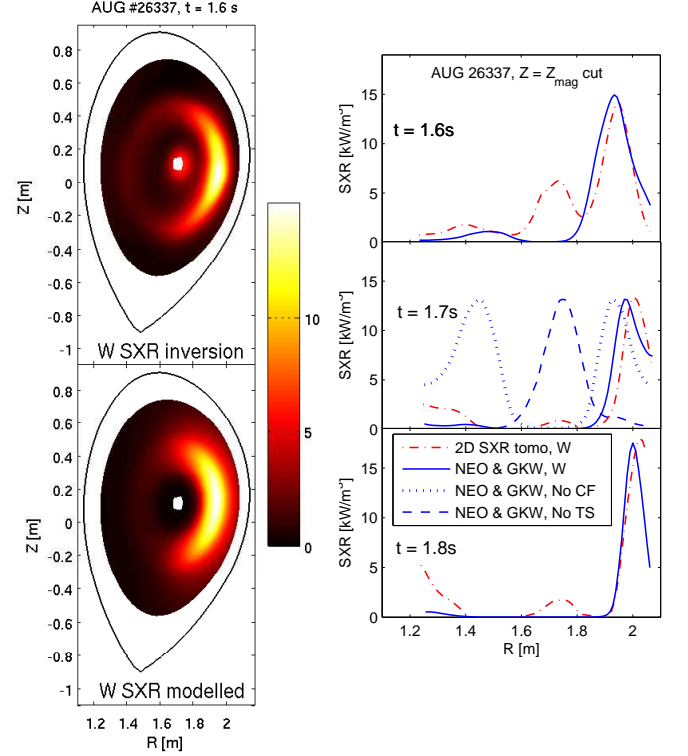 AUG #26337, t = 1.6 s
0.8
0.6
0.4
0.2
0
-0.2
-0.4
-0.6
-0.8
-1
Z [m]
W SXR inversion
0.8
0.6
0.4
0.2
0
-0.2
-0.4
-0.6
-0.8
-1
Z [m]
W SXR modelled
1.2 1.4 1.6 1.8 2
R [m]
10
5
0
AUG 26337, Z = Zmag cut
t = 1.6s
15
10
5
0
SXR [kW/m³]
t = 1.7s
15
10
5
0
SXR [kW/m³]
2D SXR tomo, W
NEO & GKW, W
NEO & GKW, No CF
NEO & GKW, No TS
t = 1.8s
15
10
5
0
SXR [kW/m³]
1.2 1.4 1.6 1.8 2
R [m]